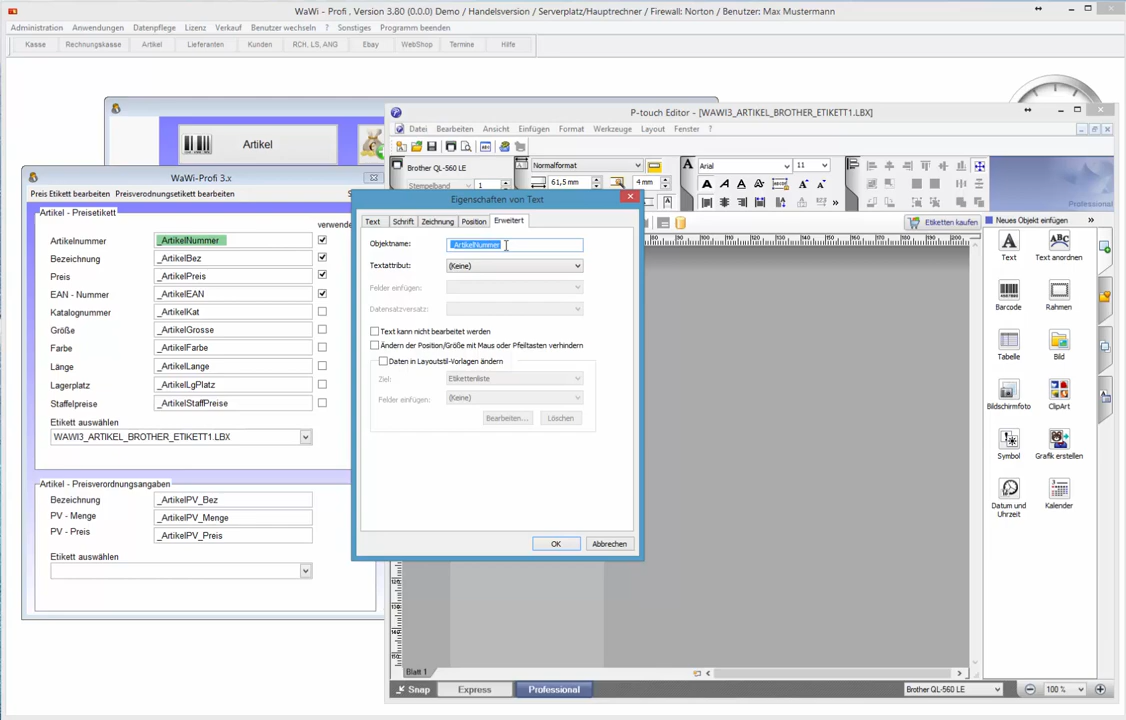 WaWi - Profi , Version 3.80 (0.0.0) Demo / Handelsversion / Serverplatz/Hauptrechner / Firewall: Norton / Benutzer: Max Mustermann
Administration Anwendungen Datenpflege Lizenz Verkauf Benutzer wechseln ? Sonstiges Programm beenden
Kasse Rechnungskasse Artikel Lieferanten Kunden RCH, LS, ANG Ebay WebShop Termine Hilfe
Artikel
WaWi-Profi 3.x
Preis Etikett bearbeiten Preisverordnungsetikett bearbeiten S
Artikel - Preisetikett
verwende
Artikelnummer _ArtikelNummer
Bezeichnung _ArtikelBez
Preis _ArtikelPreis
EAN - Nummer _ArtikelEAN
Katalognummer _ArtikelKat
Größe _ArtikelGrosse
Farbe _ArtikelFarbe
Länge _ArtikelLange
Lagerplatz _ArtikelLgPlatz
Staffelpreise _ArtikelStaffPreise
Etikett auswählen
WAWI3_ARTIKEL_BROTHER_ETIKETT1.LBX
Artikel - Preisverordnungsangaben
Bezeichnung _ArtikelPV_Bez
PV - Menge _ArtikelPV_Menge
PV - Preis _ArtikelPV_Preis
Etikett auswählen
P-touch Editor - [WAWI3_ARTIKEL_BROTHER_ETIKETT1.LBX]
Datei Bearbeiten Ansicht Einfügen Format Werkzeuge Layout Fenster ?
Brother QL-560 LE
Stempelband 1
Normalformat
61,5 mm 4 mm
Arial 11
Professional
Etiketten kaufen
Neues Objekt einfügen
Text Text anordnen
Barcode Rahmen
Tabelle Bild
Bildschirmfoto ClipArt
Symbol Grafik erstellen
Datum und Uhrzeit Kalender
Eigenschaften von Text
Text Schrift Zeichnung Position Erweitert
Objektname: _ArtikelNummer
Textattribut: (Keine)
Felder einfügen:
Datensatzversatz:
Text kann nicht bearbeitet werden
Ändern der Position/Größe mit Maus oder Pfeiltasten verhindern
Daten in Layoutstil-Vorlagen ändern
Ziel: Etikettenliste
Felder einfügen: (Keine)
Bearbeiten... Löschen
OK Abbrechen
Blatt 1
Snap Express Professional Brother QL-560 LE 100 %